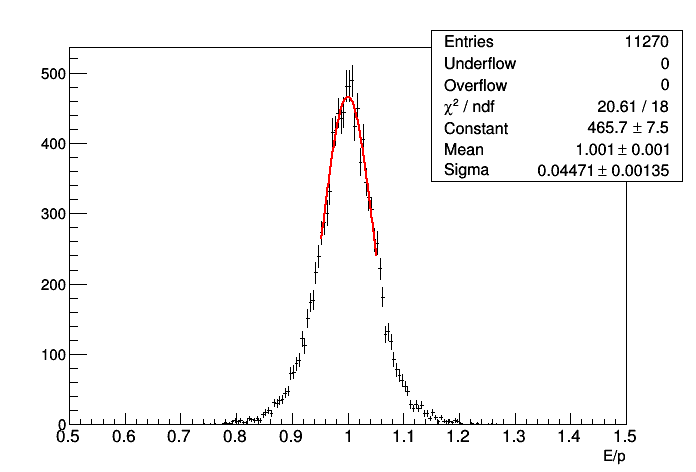 Entries 11270
Underflow 0
Overflow 0
χ² / ndf 20.61 / 18
Constant 465.7 ± 7.5
Mean 1.001 ± 0.001
Sigma 0.04471 ± 0.00135
500
400
300
200
100
0
0.5 0.6 0.7 0.8 0.9 1 1.1 1.2 1.3 1.4 1.5
E/p